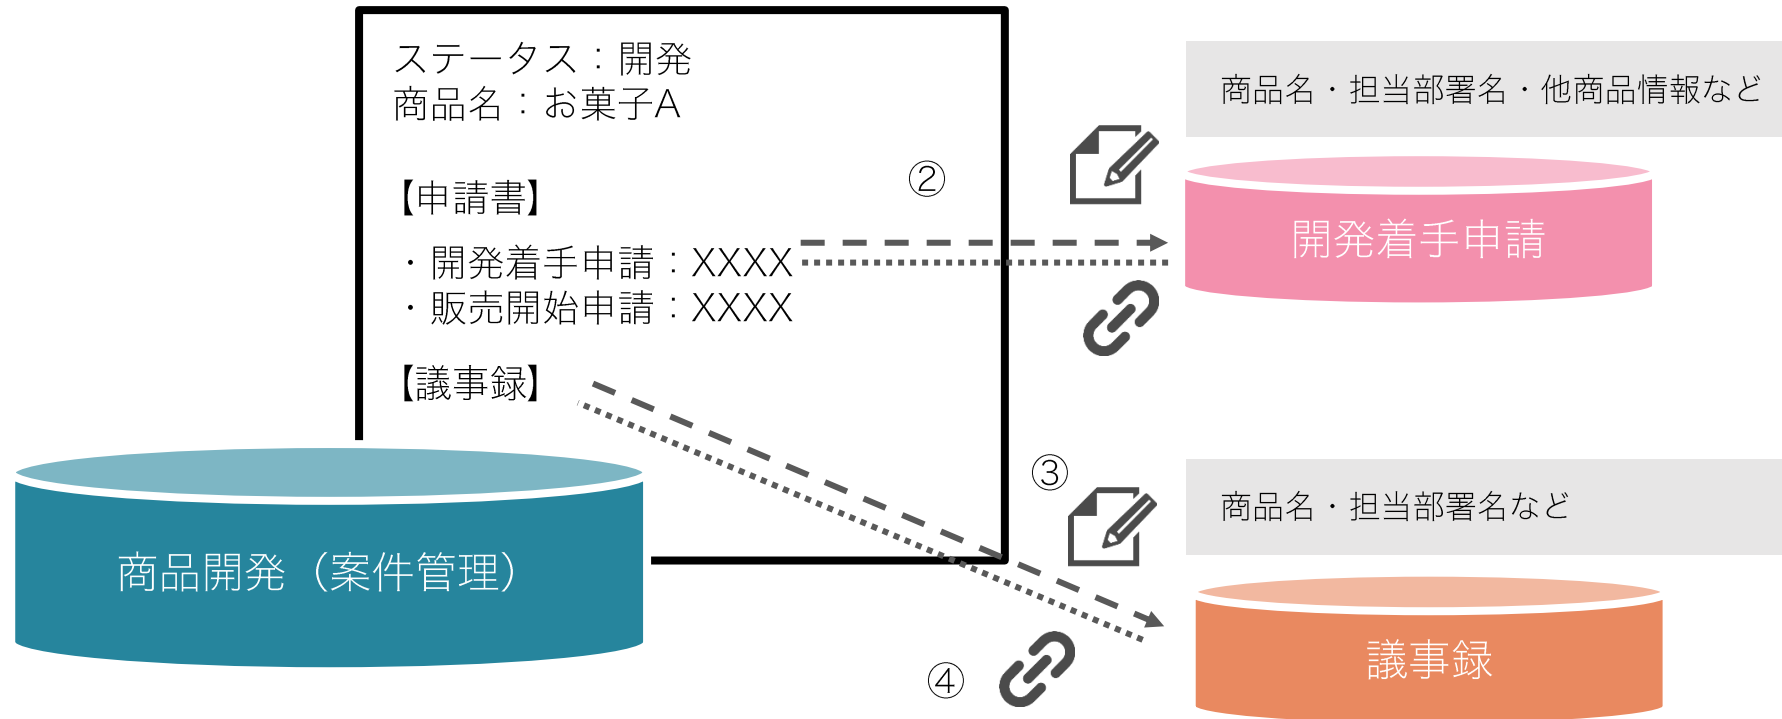 ステータス：開発
商品名：お菓子A
【申請書】
・開発着手申請：XXXX
・販売開始申請：XXXX
【議事録】
商品開発（案件管理）
②
商品名・担当部署名・他商品情報など
開発着手申請
③
商品名・担当部署名など
④
議事録